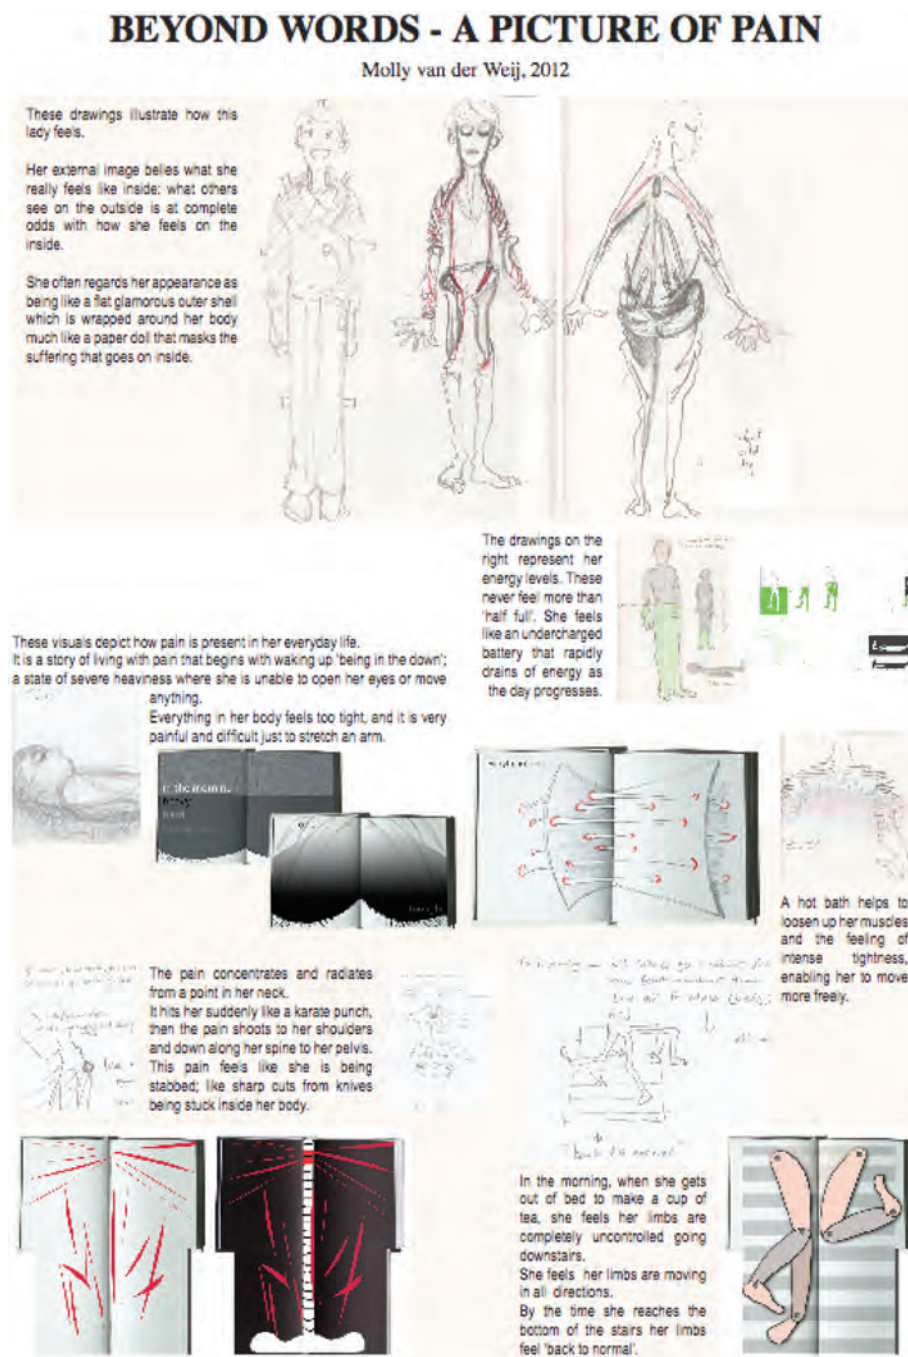 BEYOND WORDS - A PICTURE OF PAIN
Molly van der Weij, 2012
These drawings illustrate how this
lady feels.
Her external image belies what she
really feels like inside: what others
see on the outside is at complete
odds with how she feels on the
inside.
She often regards her appearance as
being like a flat glamorous outer shell
which is wrapped around her body
much like a paper doll that masks the
suffering that goes on inside.
The drawings on the
right represent her
energy levels. These
never feel more than
'half full'. She feels
like an undercharged
battery that rapidly
drains of energy as
the day progresses.
These visuals depict how pain is present in her everyday life.
It is a story of living with pain that begins with waking up 'being in the down';
a state of severe heaviness where she is unable to open her eyes or move
anything.
Everything in her body feels too tight, and it is very
painful and difficult just to stretch an arm.
in the morning
heavy
A hot bath helps to
loosen up her muscles
and the feeling of
intense tightness,
enabling her to move
more freely.
The pain concentrates and radiates
from a point in her neck.
It hits her suddenly like a karate punch,
then the pain shoots to her shoulders
and down along her spine to her pelvis.
This pain feels like she is being
stabbed; like sharp cuts from knives
being stuck inside her body.
"back to normal"
In the morning, when she gets
out of bed to make a cup of
tea, she feels her limbs are
completely uncontrolled going
downstairs.
She feels her limbs are moving
in all directions.
By the time she reaches the
bottom of the stairs her limbs
feel 'back to normal'.